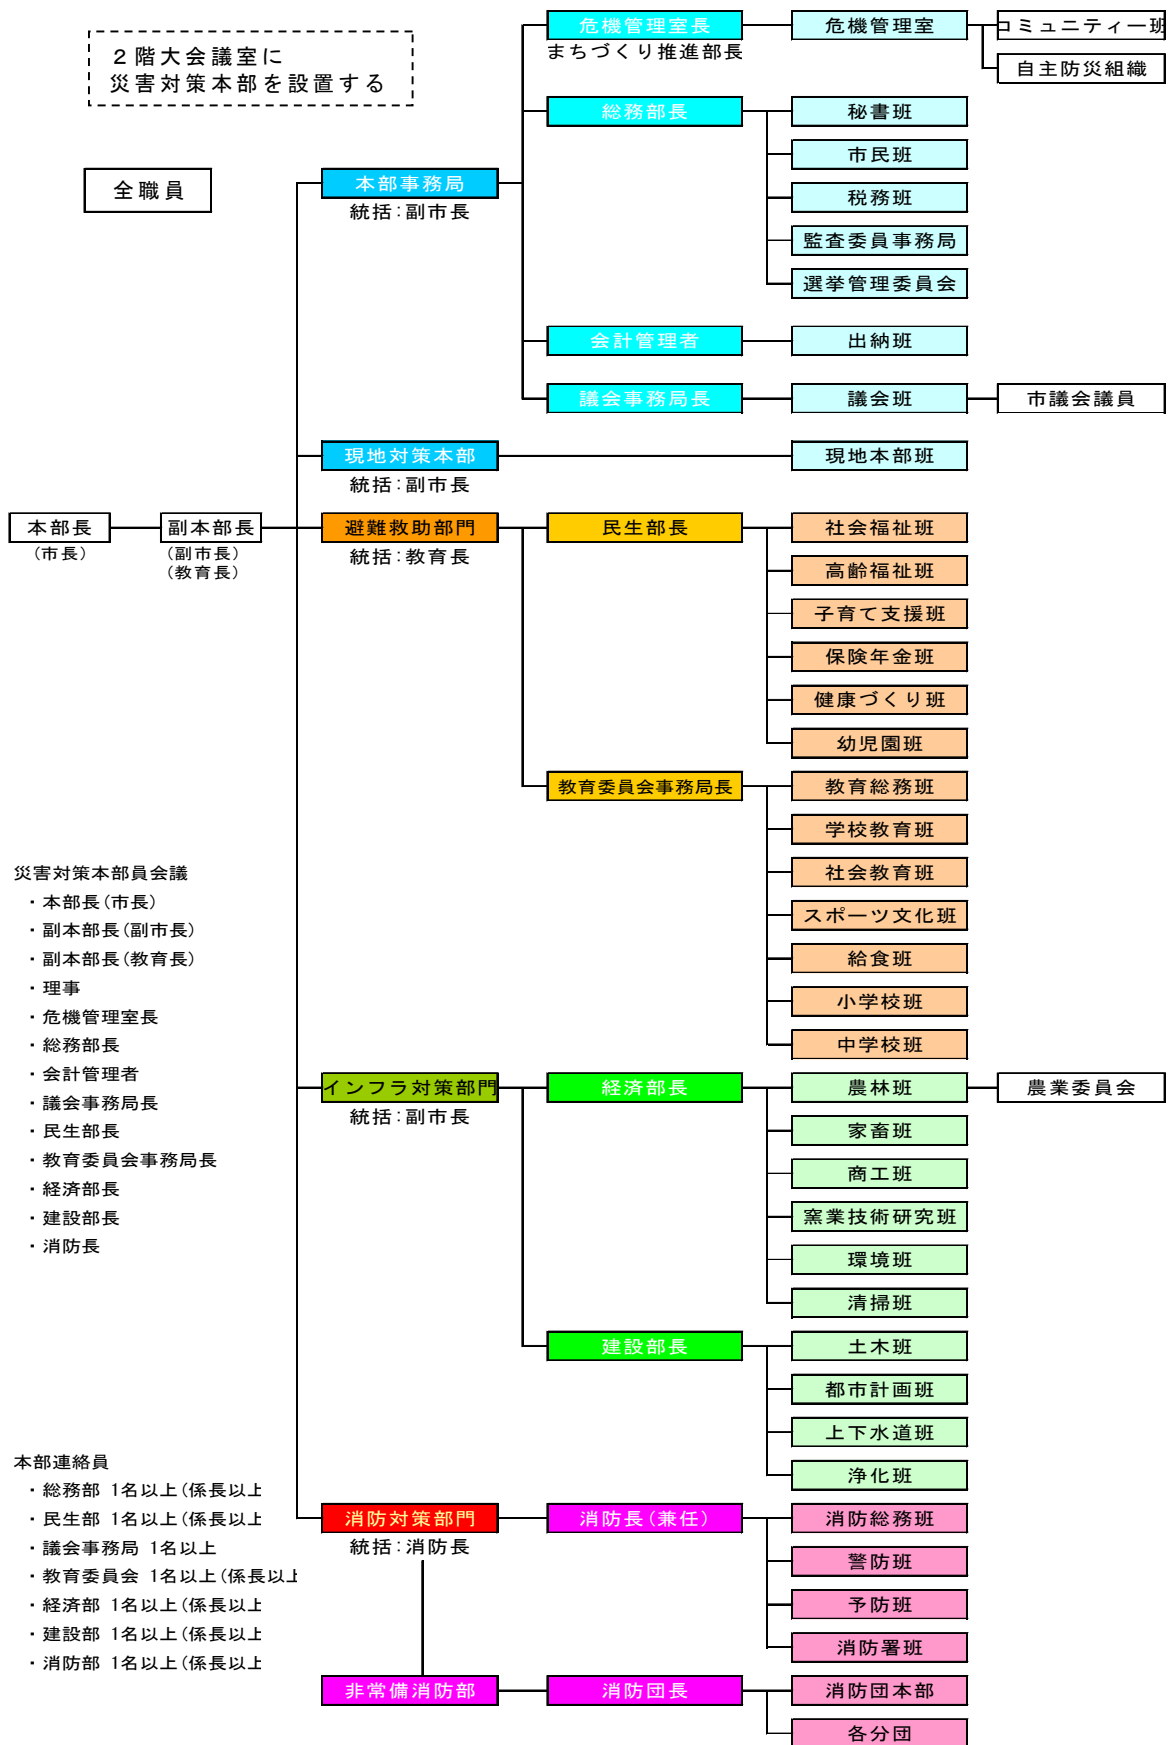 ２階大会議室に
災害対策本部を設置する
全職員
本部長
(市長)
副本部長
(副市長)
(教育長)
本部事務局
統括:副市長
危機管理室長
まちづくり推進部長
危機管理室
コミュニティー班
自主防災組織
総務部長
秘書班
市民班
税務班
監査委員事務局
選挙管理委員会
会計管理者
出納班
議会事務局長
議会班
市議会議員
現地対策本部
統括:副市長
現地本部班
避難救助部門
統括:教育長
民生部長
社会福祉班
高齢福祉班
子育て支援班
保険年金班
健康づくり班
幼児園班
教育委員会事務局長
教育総務班
学校教育班
社会教育班
スポーツ文化班
給食班
小学校班
中学校班
インフラ対策部門
統括:副市長
経済部長
農林班
農業委員会
家畜班
商工班
窯業技術研究班
環境班
清掃班
建設部長
土木班
都市計画班
上下水道班
浄化班
消防対策部門
統括:消防長
消防長(兼任)
消防総務班
警防班
予防班
消防署班
非常備消防部
消防団長
消防団本部
各分団
災害対策本部員会議
・本部長(市長)
・副本部長(副市長)
・副本部長(教育長)
・理事
・危機管理室長
・総務部長
・会計管理者
・議会事務局長
・民生部長
・教育委員会事務局長
・経済部長
・建設部長
・消防長
本部連絡員
・総務部 1名以上(係長以上
・民生部 1名以上(係長以上
・議会事務局 1名以上
・教育委員会 1名以上(係長以上
・経済部 1名以上(係長以上
・建設部 1名以上(係長以上
・消防部 1名以上(係長以上